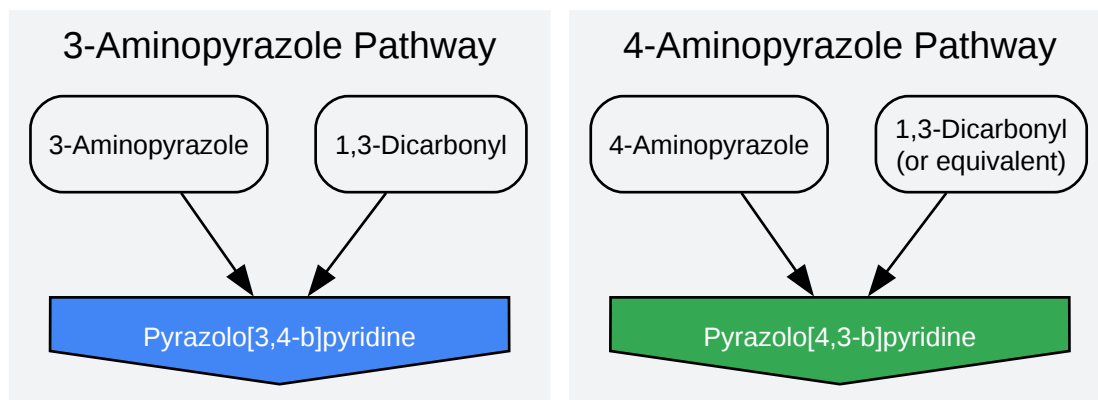 3-Aminopyrazole Pathway
3-Aminopyrazole
1,3-Dicarbonyl
Pyrazolo[3,4-b]pyridine
4-Aminopyrazole Pathway
4-Aminopyrazole
1,3-Dicarbonyl
(or equivalent)
Pyrazolo[4,3-b]pyridine